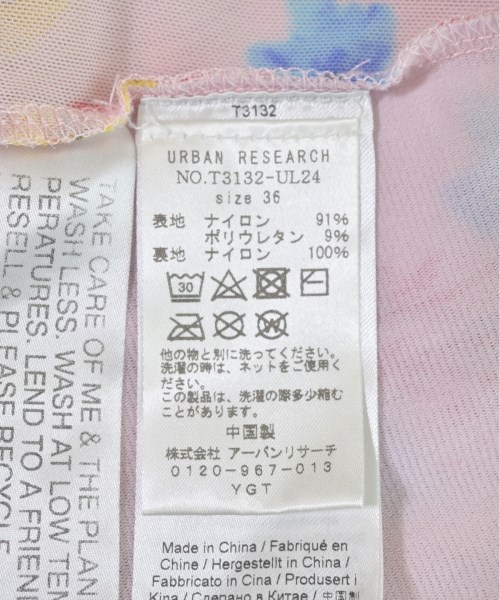 T3132
URBAN RESEARCH
NO.T3132-UL24
size 36
表地 ナイロン 91%
ポリウレタン 9%
裏地 ナイロン 100%
30
W
他の物と別に洗ってください。
洗濯の時は、ネットをご使用く
ださい。
この製品は、洗濯の際多少縮む
ことがあります。
中国製
株式会社 アーバンリサーチ
0120-967-013
YGT
Made in China / Fabriqué en
Chine / Hergestellt in China /
Fabbricato in Cina / Produsert i
Kina / Сделано в Китае /
TAKE CARE OF ME & THE PLAN
WASH LESS. WASH AT LOW TEM
PERATURES. LEND TO A FRIEN
RESELL & PLEASE RECYCLE